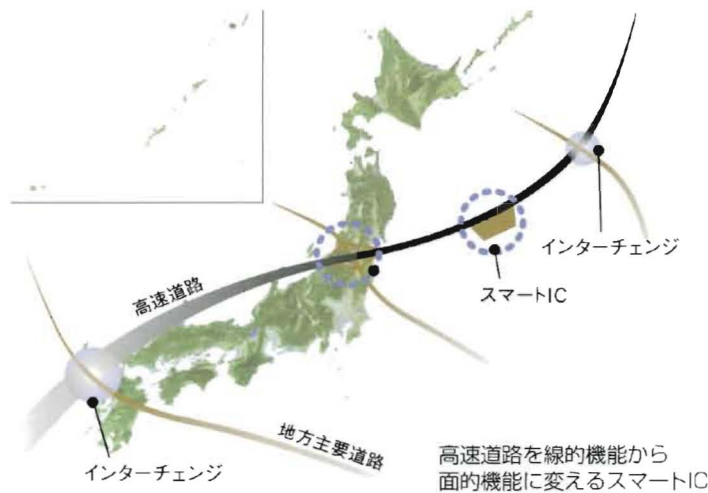 インターチェンジ
スマートIC
高速道路
地方主要道路
インターチェンジ
高速道路を線的機能から
面的機能に変えるスマートIC